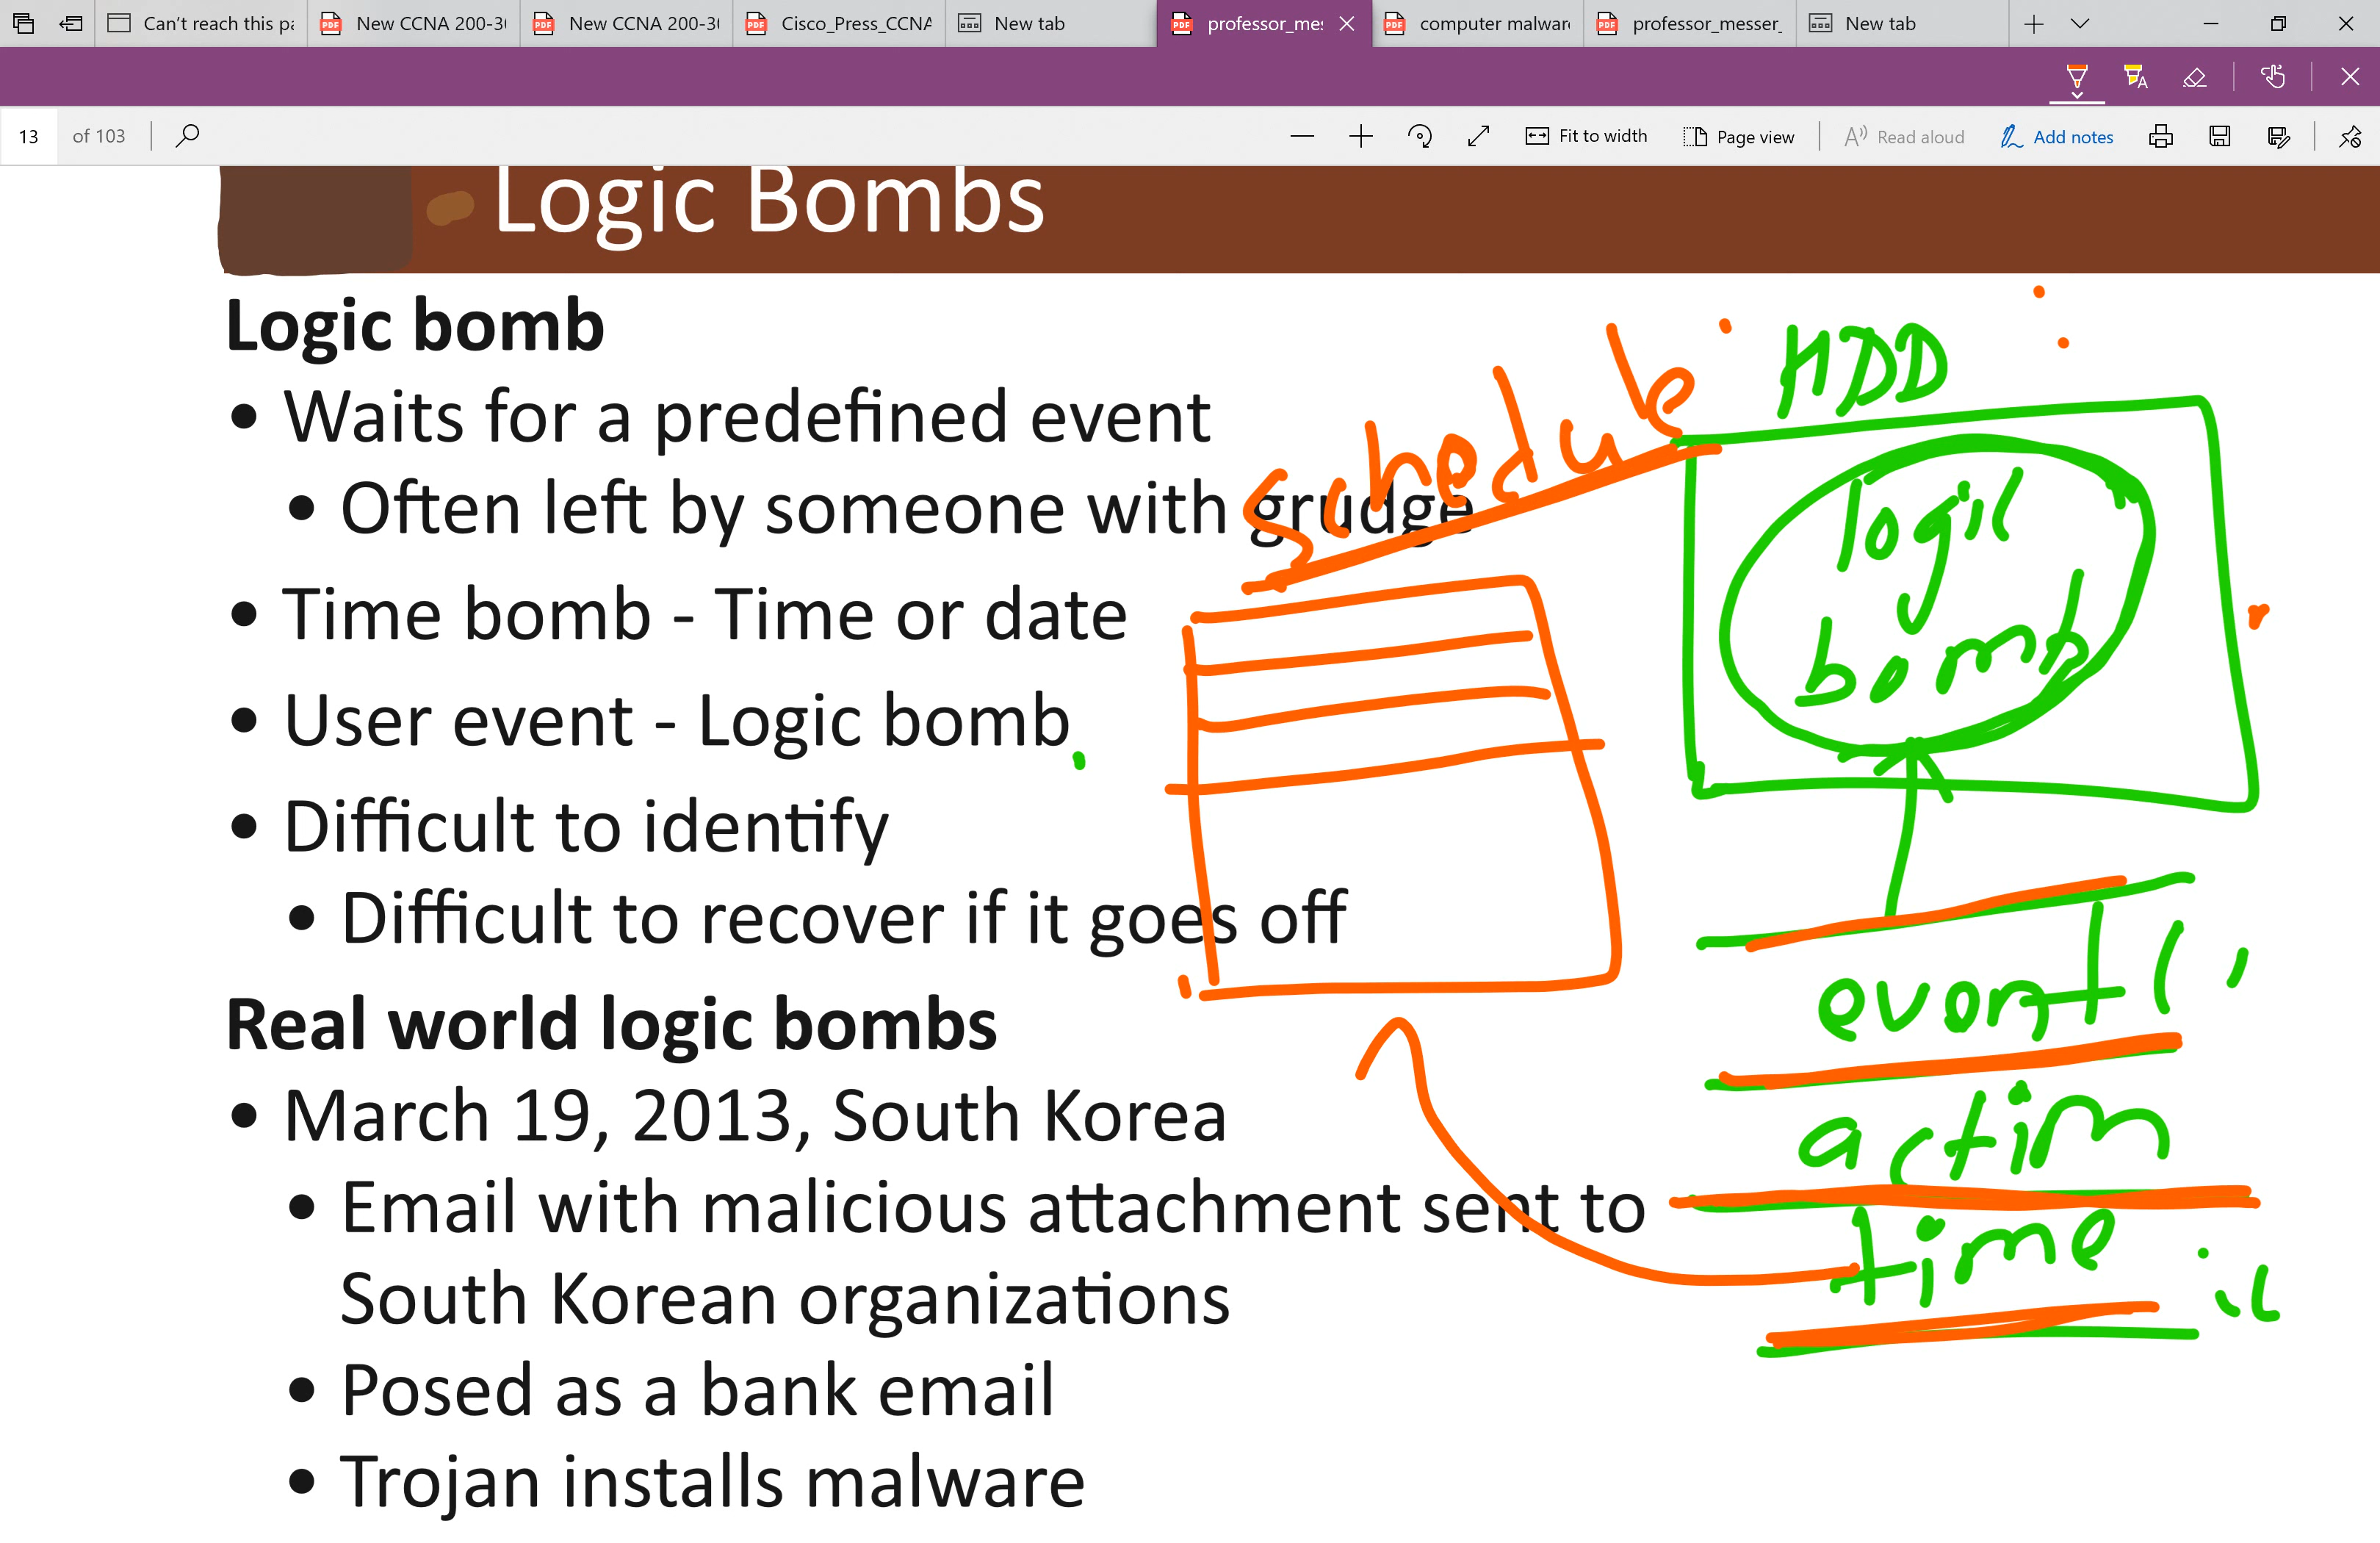 Can't reach this pa
New CCNA 200-30
New CCNA 200-30
Cisco_Press_CCNA
New tab
professor_mes
computer malwar
professor_messer_
New tab
13 of 103
Fit to width
Page view
Read aloud
Add notes
Logic Bombs
Logic bomb
• Waits for a predefined event
• Often left by someone with grudge
• Time bomb - Time or date
• User event - Logic bomb
• Difficult to identify
• Difficult to recover if it goes off
Real world logic bombs
• March 19, 2013, South Korea
• Email with malicious attachment sent to
South Korean organizations
• Posed as a bank email
• Trojan installs malware
schedule
HDD
logic
bomb
event
action
time